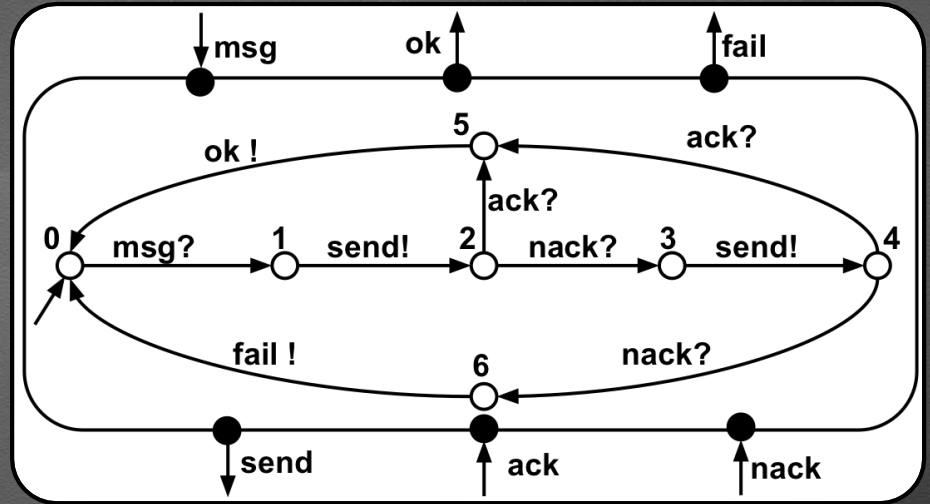 msg
ok
fail
5
ok !
ack?
ack?
0
msg?
1
send!
2
nack?
3
send!
4
fail !
6
nack?
send
ack
nack